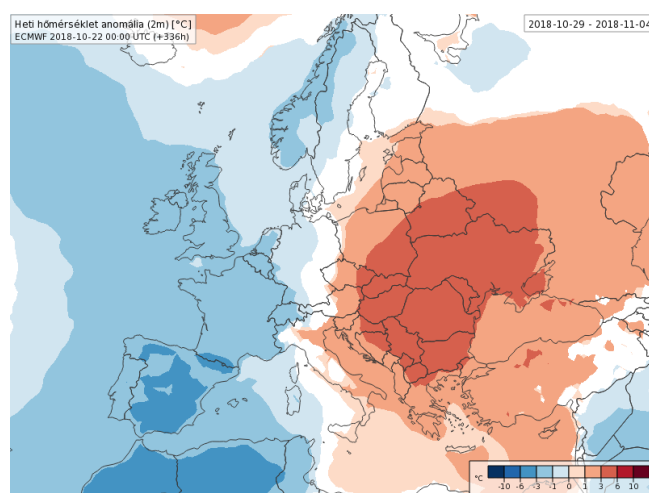 Heti hőmérséklet anomália (2m) [°C]
ECMWF 2018-10-22 00:00 UTC (+336h)
2018-10-29 - 2018-11-04
°C
-10 -6 -3 -1 0 1 3 6 10